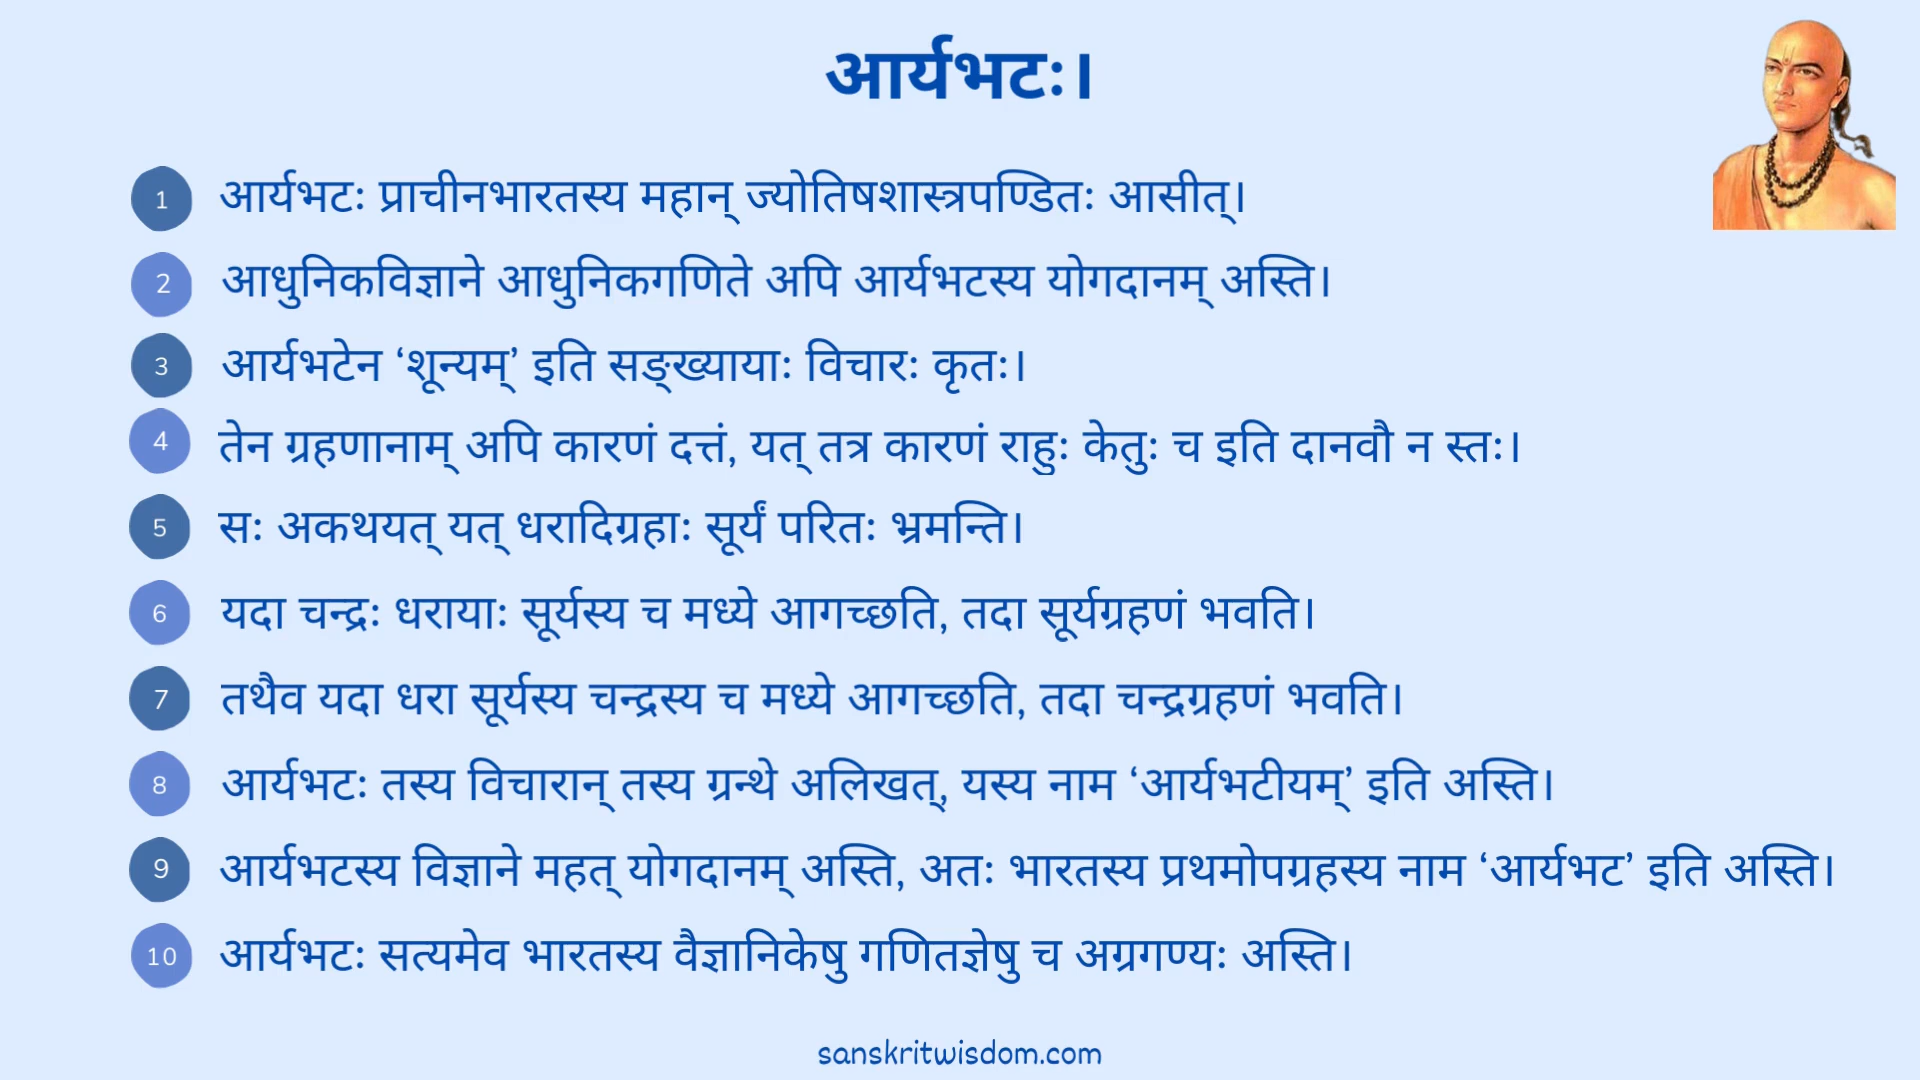 आर्यभटः।
1 आर्यभटः प्राचीनभारतस्य महान् ज्योतिषशास्त्रपण्डितः आसीत्।
2 आधुनिकविज्ञाने आधुनिकगणिते अपि आर्यभटस्य योगदानम् अस्ति।
3 आर्यभटेन ‘शून्यम्’ इति सङ्ख्यायाः विचारः कृतः।
4 तेन ग्रहणानाम् अपि कारणं दत्तं, यत् तत्र कारणं राहुः केतुः च इति दानवौ न स्तः।
5 सः अकथयत् यत् धरादिग्रहाः सूर्यं परितः भ्रमन्ति।
6 यदा चन्द्रः धरायाः सूर्यस्य च मध्ये आगच्छति, तदा सूर्यग्रहणं भवति।
7 तथैव यदा धरा सूर्यस्य चन्द्रस्य च मध्ये आगच्छति, तदा चन्द्रग्रहणं भवति।
8 आर्यभटः तस्य विचारान् तस्य ग्रन्थे अलिखत्, यस्य नाम ‘आर्यभटीयम्’ इति अस्ति।
9 आर्यभटस्य विज्ञाने महत् योगदानम् अस्ति, अतः भारतस्य प्रथमोपग्रहस्य नाम ‘आर्यभट’ इति अस्ति।
10 आर्यभटः सत्यमेव भारतस्य वैज्ञानिकेषु गणितज्ञेषु च अग्रगण्यः अस्ति।
sanskritwisdom.com